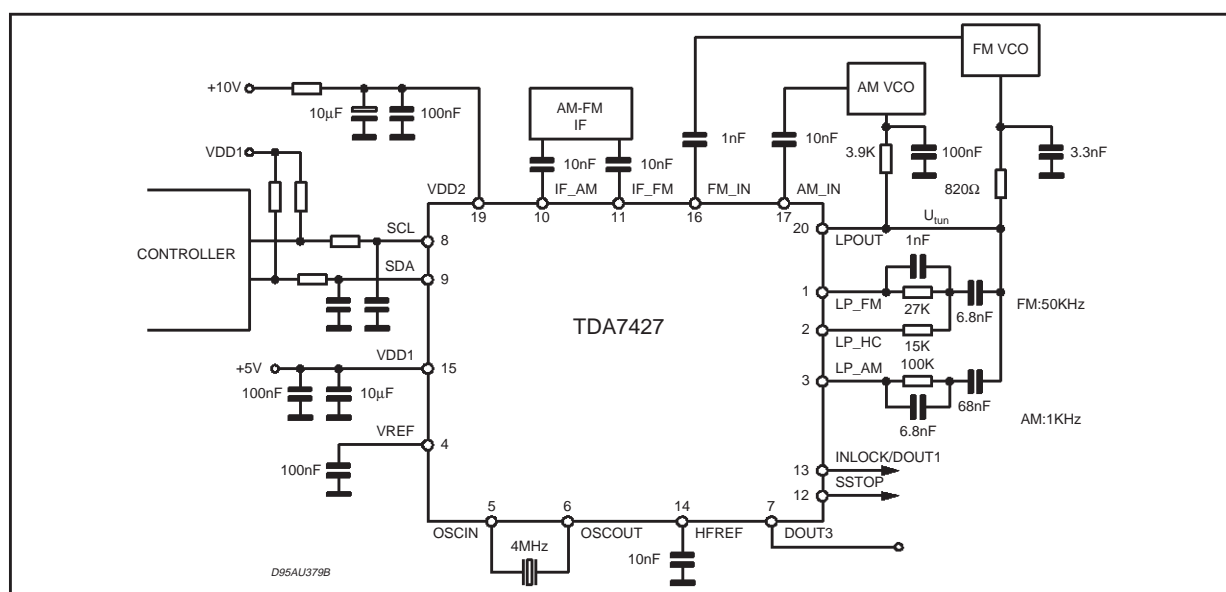 FM VCO
+10V
AM VCO
AM-FM
IF
10μF
100nF
1nF
10nF
3.9K
100nF
3.3nF
VDD1
10nF
10nF
820Ω
VDD2
IF_AM
IF_FM
FM_IN
AM_IN
19
10
11
16
17
20
LPOUT
Utun
SCL
8
1nF
CONTROLLER
SDA
9
1
LP_FM
27K
6.8nF
FM:50KHz
TDA7427
2
LP_HC
15K
VDD1
+5V
15
100K
3
LP_AM
100nF
10μF
68nF
6.8nF
AM:1KHz
VREF
4
100nF
13
INLOCK/DOUT1
SSTOP
12
5
6
14
7
OSCIN
OSCOUT
HFREF
DOUT3
4MHz
10nF
D95AU379B